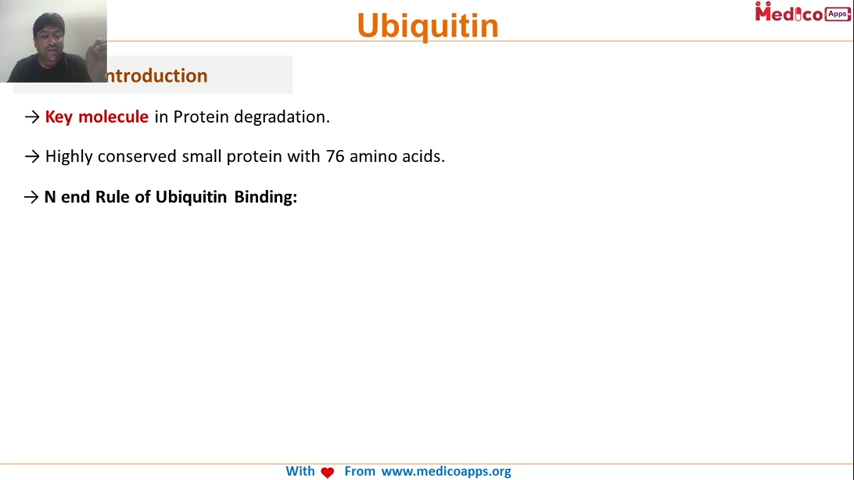 Ubiquitin
Medico Apps
ntroduction
→ Key molecule in Protein degradation.
→ Highly conserved small protein with 76 amino acids.
→ N end Rule of Ubiquitin Binding:
With ❤ From www.medicoapps.org